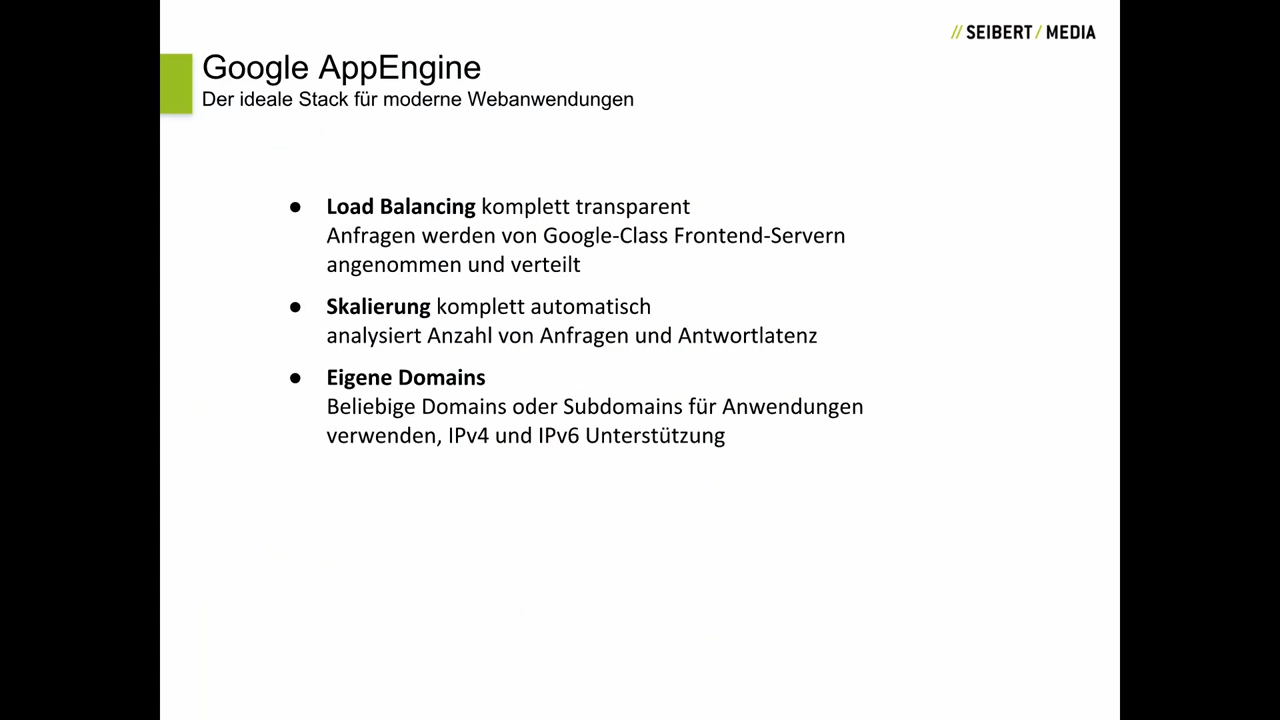 // SEIBERT / MEDIA
Google AppEngine
Der ideale Stack für moderne Webanwendungen
● Load Balancing komplett transparent
Anfragen werden von Google-Class Frontend-Servern
angenommen und verteilt
● Skalierung komplett automatisch
analysiert Anzahl von Anfragen und Antwortlatenz
● Eigene Domains
Beliebige Domains oder Subdomains für Anwendungen
verwenden, IPv4 und IPv6 Unterstützung